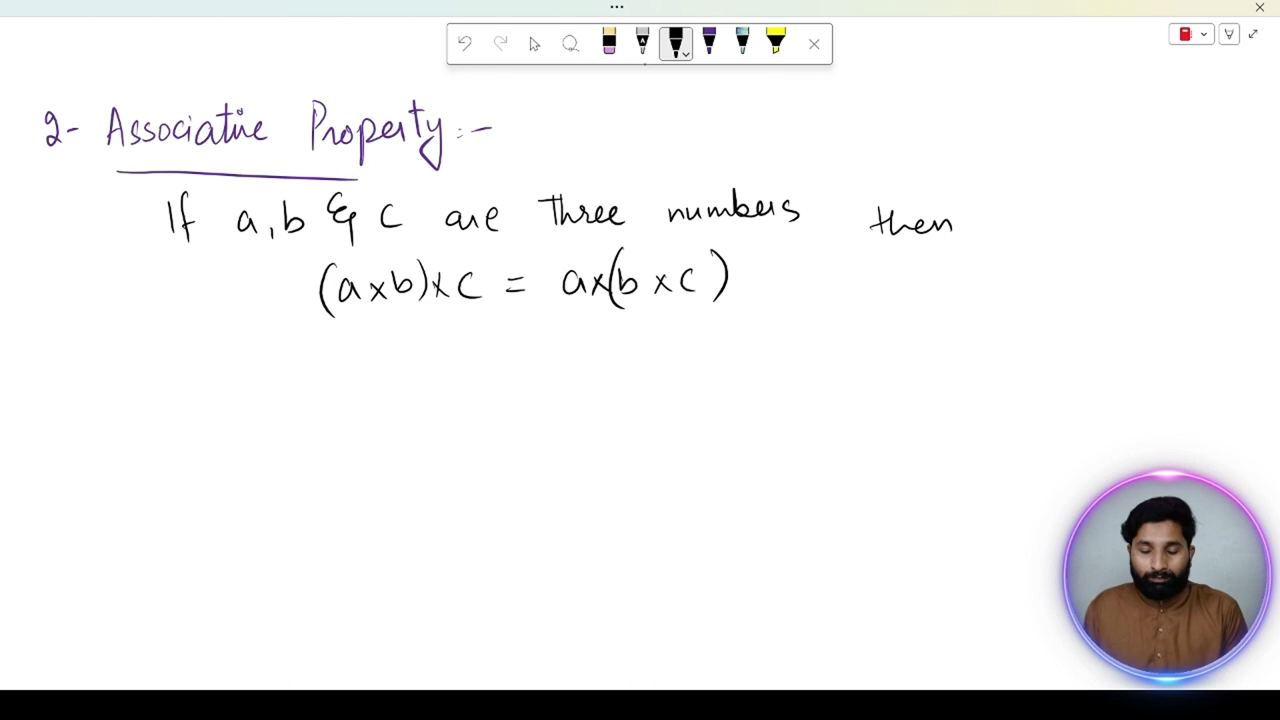 2- Associative Property :-
If a, b & c are three numbers then
(a×b)×c = a×(b×c)